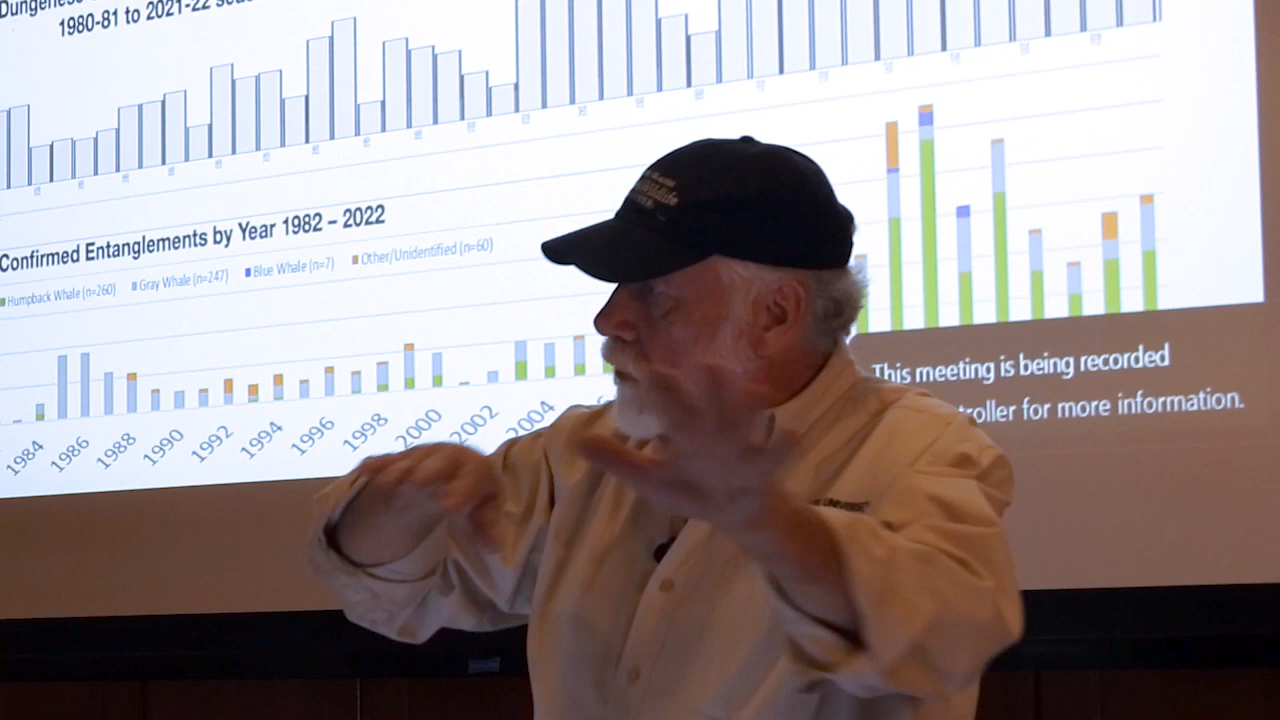 Dungeness
1980-81 to 2021-22
Confirmed Entanglements by Year 1982 – 2022
Humpback Whale (n=260) Gray Whale (n=247) Blue Whale (n=7) Other/Unidentified (n=60)
1984 1986 1988 1990 1992 1994 1996 1998 2000 2002 2004
This meeting is being recorded
for more information.